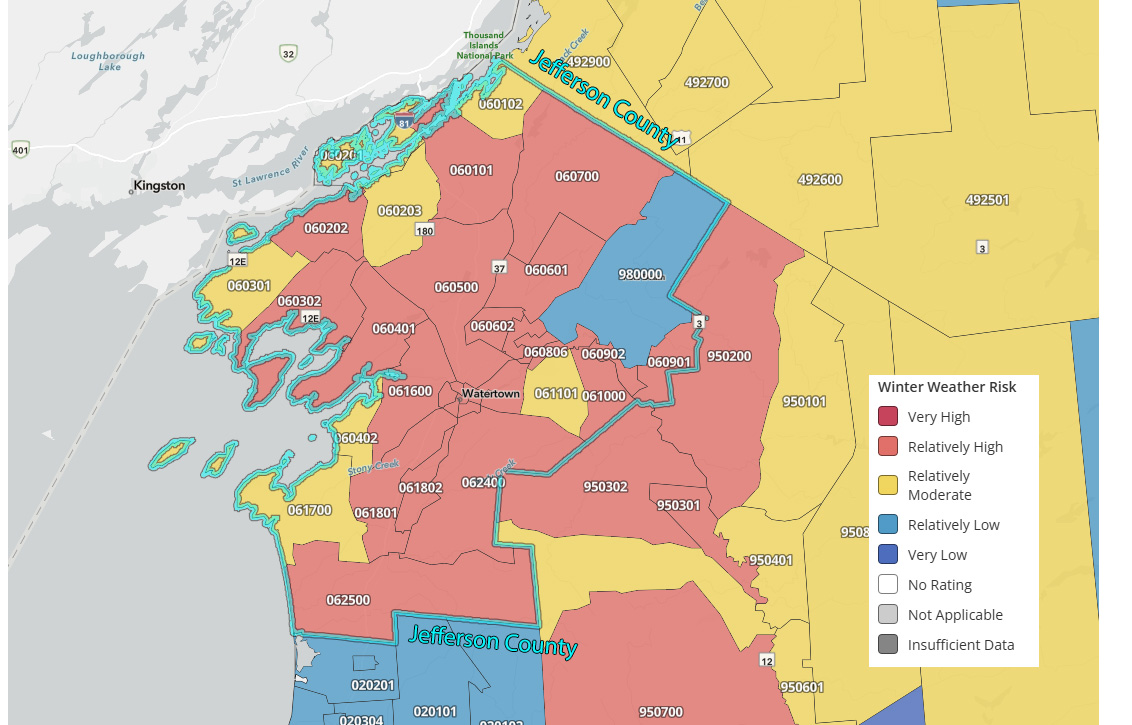 Thousand
Islands
National Park
Loughborough
Lake
32
492900
492700
060102
81
11
401
St Lawrence River
Kingston
Jefferson County
060101
060700
492600
492501
060203
180
060202
3
12E
37
060601
980000
060301
060500
060302
12E
3
060401
060602
060806
060902
060901
950200
061600
Watertown
061101
061000
950101
060402
Stony Creek
061802
062400
950302
950301
061700
061801
950401
062500
Jefferson County
12
020201
950601
020101
950700
020304
Winter Weather Risk
Very High
Relatively High
Relatively
Moderate
Relatively Low
Very Low
No Rating
Not Applicable
Insufficient Data